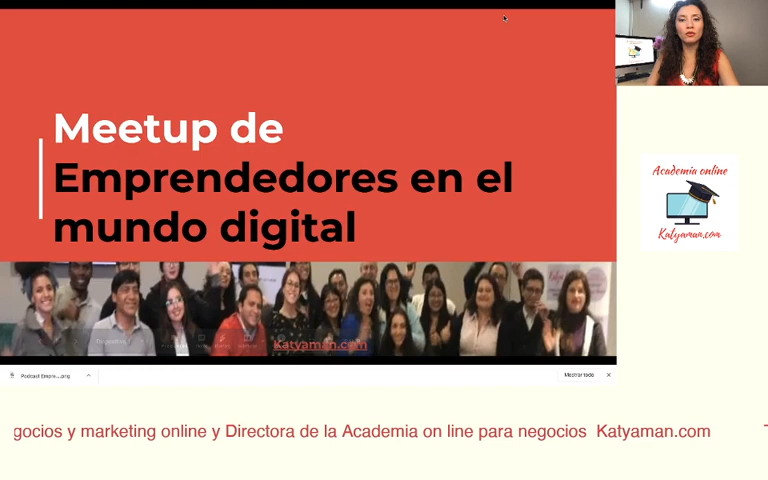 Meetup de
Emprendedores en el
mundo digital
Katyaman.com
Academia online
Katyaman.com
Diapositiva
Podcast Empre....png
Mostrar todo
gocios y marketing online y Directora de la Academia on line para negocios  Katyaman.com